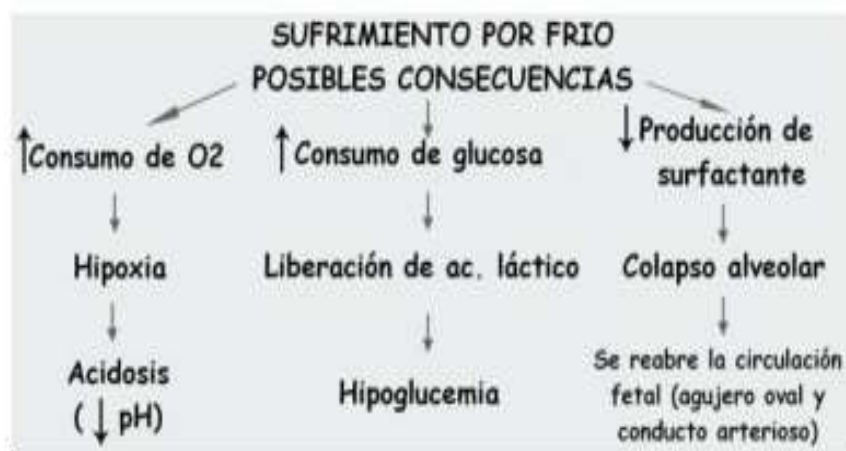 SUFRIMIENTO POR FRIO
POSIBLES CONSECUENCIAS
↑Consumo de O2
Hipoxia
Acidosis
(↓ pH)
↑ Consumo de glucosa
Liberación de ac. láctico
Hipoglucemia
↓ Producción de
surfactante
Colapso alveolar
Se reabre la circulación
fetal (agujero oval y
conducto arterioso)